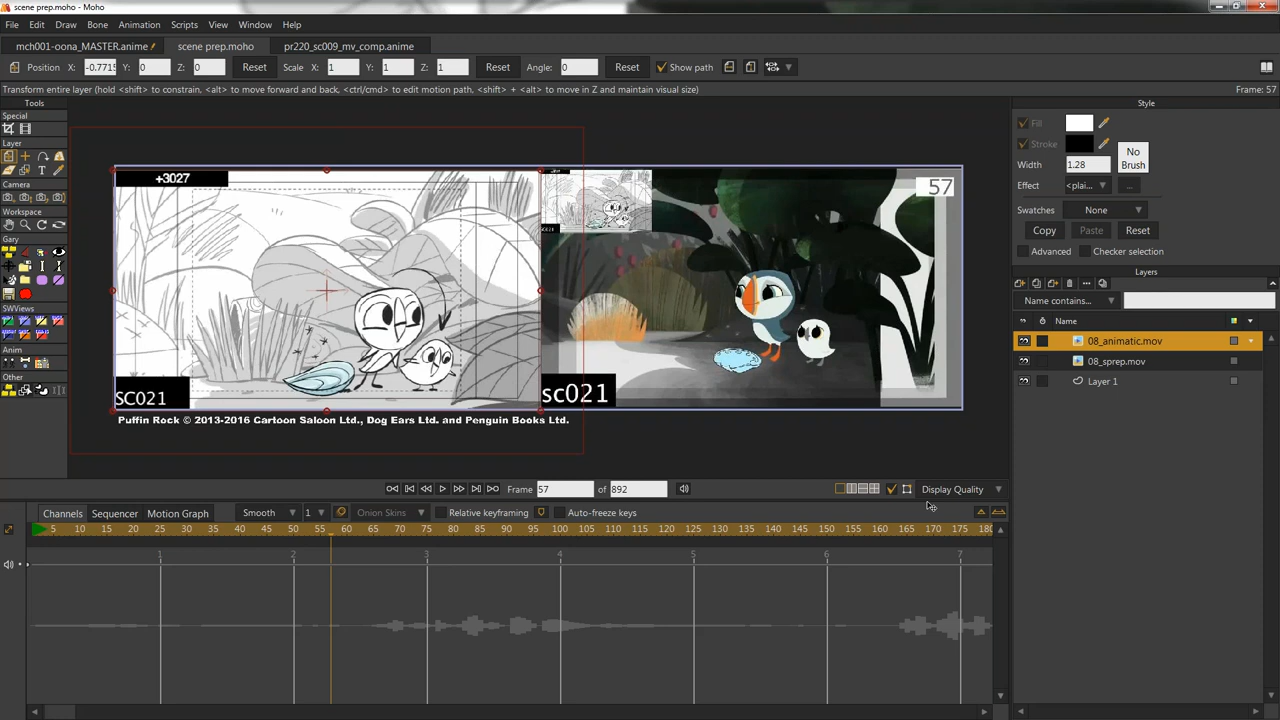 scene prep.moho - Moho
File Edit Draw Bone Animation Scripts View Window Help
mch001-oona_MASTER.anime scene prep.moho pr220_sc009_mv_comp.anime
Position X: -0.7715 Y: 0 Z: 0 Reset Scale X: 1 Y: 1 Z: 1 Reset Angle: 0 Reset Show path
Transform entire layer (hold <shift> to constrain, <alt> to move forward and back, <ctrl/cmd> to edit motion path, <shift> + <alt> to move in Z and maintain visual size) Frame: 57
Tools
Special
Layer
Camera
Workspace
Gary
SWViews
Anim
Other
+3027
SC021
57
sc021
Puffin Rock © 2013-2016 Cartoon Saloon Ltd., Dog Ears Ltd. and Penguin Books Ltd.
Style
Fill
Stroke
No
Brush
Width 1.28
Effect <plai...
...
Swatches None
Copy Paste Reset
Advanced Checker selection
Layers
Name contains...
Name
08_animatic.mov
08_sprep.mov
Layer 1
Frame 57 of 892 Display Quality
Channels Sequencer Motion Graph Smooth 1 Onion Skins Relative keyframing Auto-freeze keys
5 10 15 20 25 30 35 40 45 50 55 60 65 70 75 80 85 90 95 100 105 110 115 120 125 130 135 140 145 150 155 160 165 170 175 180
1 2 3 4 5 6 7